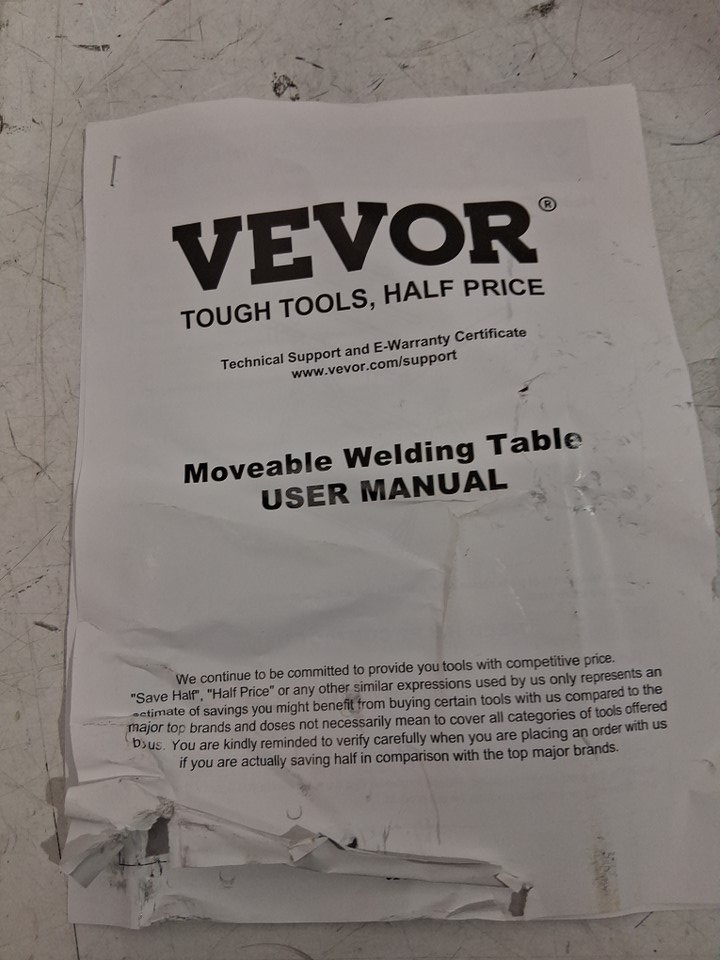 VEVOR®
TOUGH TOOLS, HALF PRICE
Technical Support and E-Warranty Certificate
www.vevor.com/support
Moveable Welding Table
USER MANUAL
We continue to be committed to provide you tools with competitive price.
"Save Half", "Half Price" or any other similar expressions used by us only represents an
estimate of savings you might benefit from buying certain tools with us compared to the
major top brands and doses not necessarily mean to cover all categories of tools offered
by us. You are kindly reminded to verify carefully when you are placing an order with us
if you are actually saving half in comparison with the top major brands.